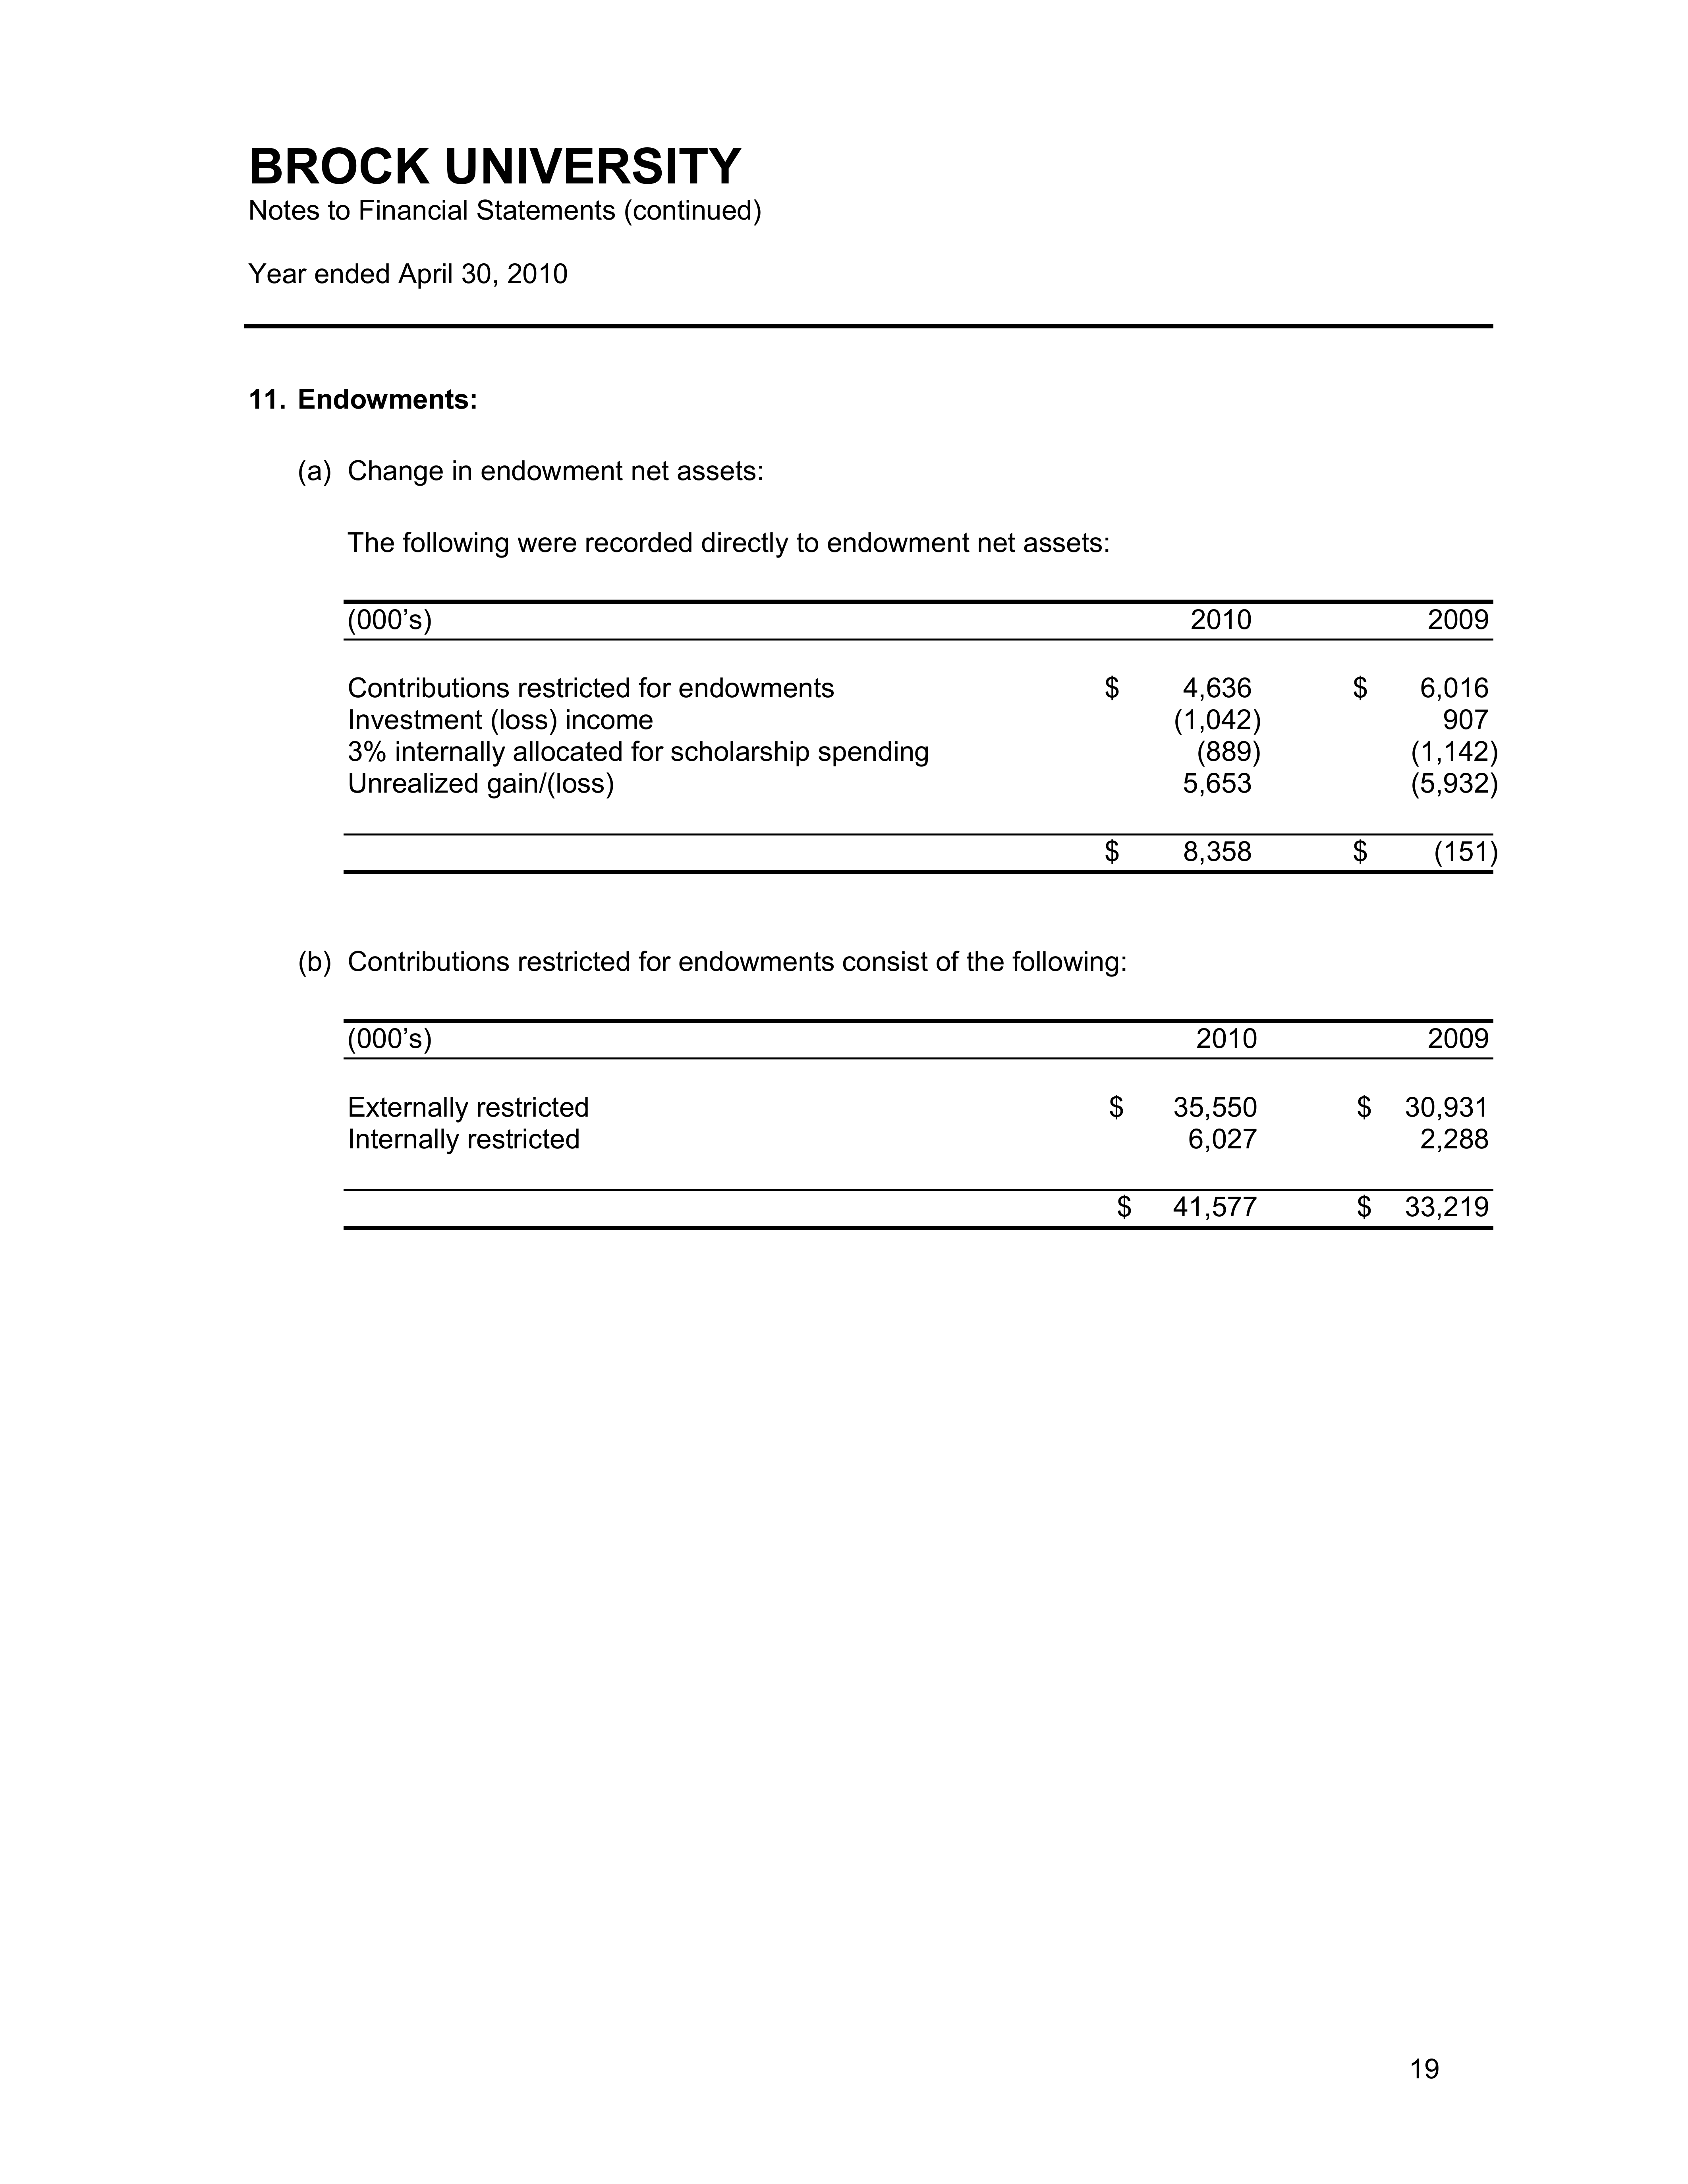 BROCK UNIVERSITY
Notes to Financial Statements (continued)
Year ended April 30, 2010
11. Endowments:
(a) Change in endowment net assets:
The following were recorded directly to endowment net assets:
(000’s) 2010 2009
Contributions restricted for endowments $ 4,636 $ 6,016
Investment (loss) income (1,042) 907
3% internally allocated for scholarship spending (889) (1,142)
Unrealized gain/(loss) 5,653 (5,932)
$ 8,358 $ (151)
(b) Contributions restricted for endowments consist of the following:
(000’s) 2010 2009
Externally restricted $ 35,550 $ 30,931
Internally restricted 6,027 2,288
$ 41,577 $ 33,219
19